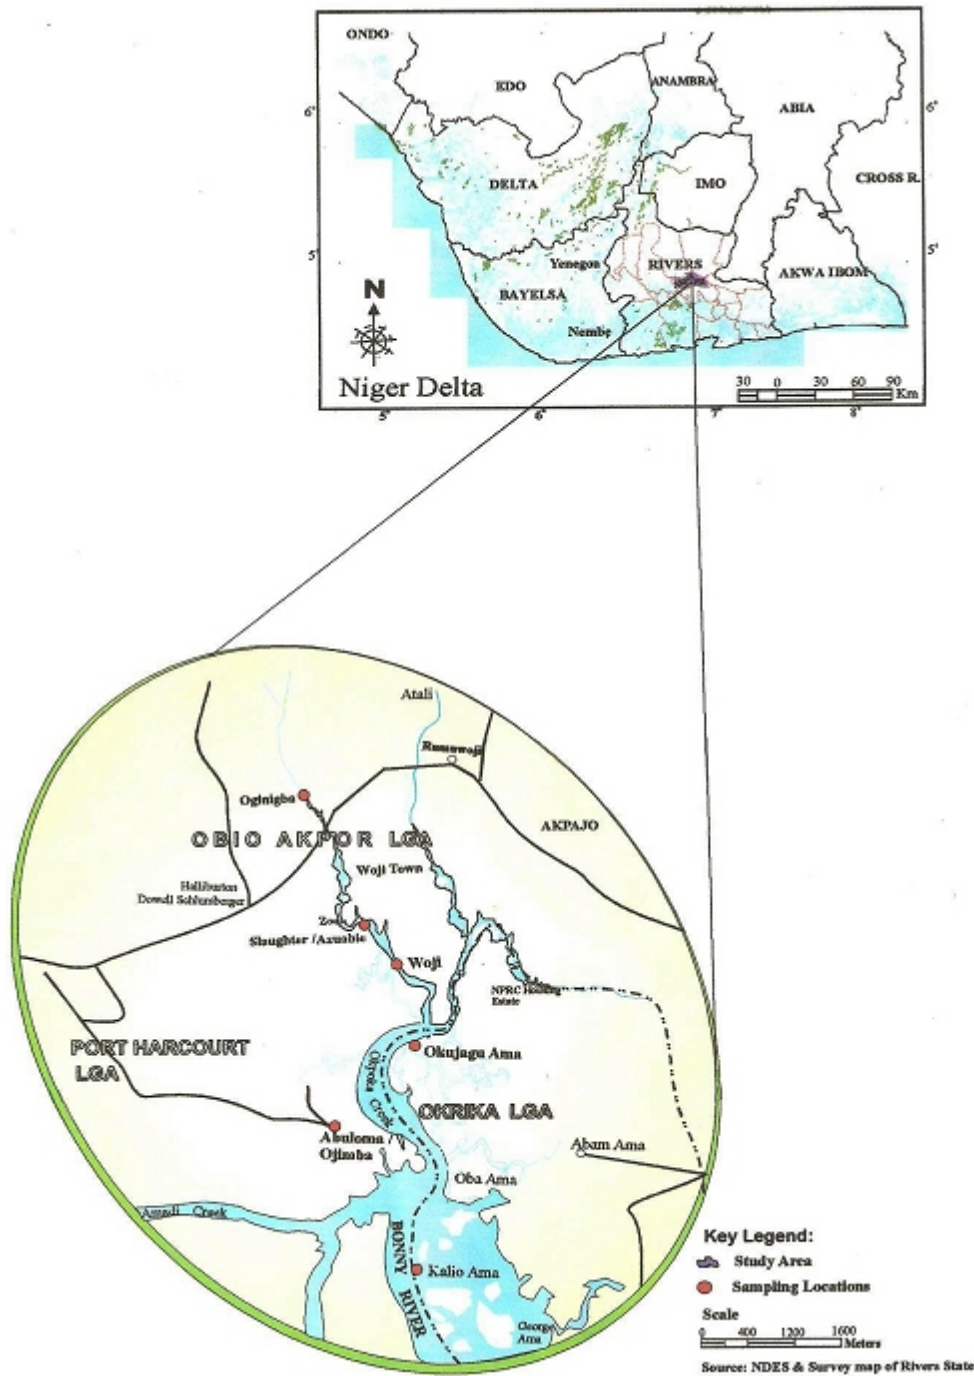 ONDO
EDO
ANAMBRA
ABIA
6°
6°
CROSS R.
DELTA
IMO
5°
5°
Yenegoa
RIVERS
AKWA IBOM
BAYELSA
N
Nembe
Niger Delta
30 0 30 60 90
Km
5°
6°
7°
8°
Atali
Rumuwoji
Oginigba
OBIO AKPOR LGA
AKPAJO
Woji Town
Halliburton
Dowell Schlumberger
Slaughter /Azuabie
Woji
NPRC Housing
Estate
PORT HARCOURT
LGA
Okujagu Ama
Creek
OKRIKA LGA
Abuloma
Ojimba
Abam Ama
Oba Ama
Amadi Creek
BONNY RIVER
Kalio Ama
George
Ama
Key Legend:
Study Area
Sampling Locations
Scale
0 400 1200 1600
Meters
Source: NDES & Survey map of Rivers State